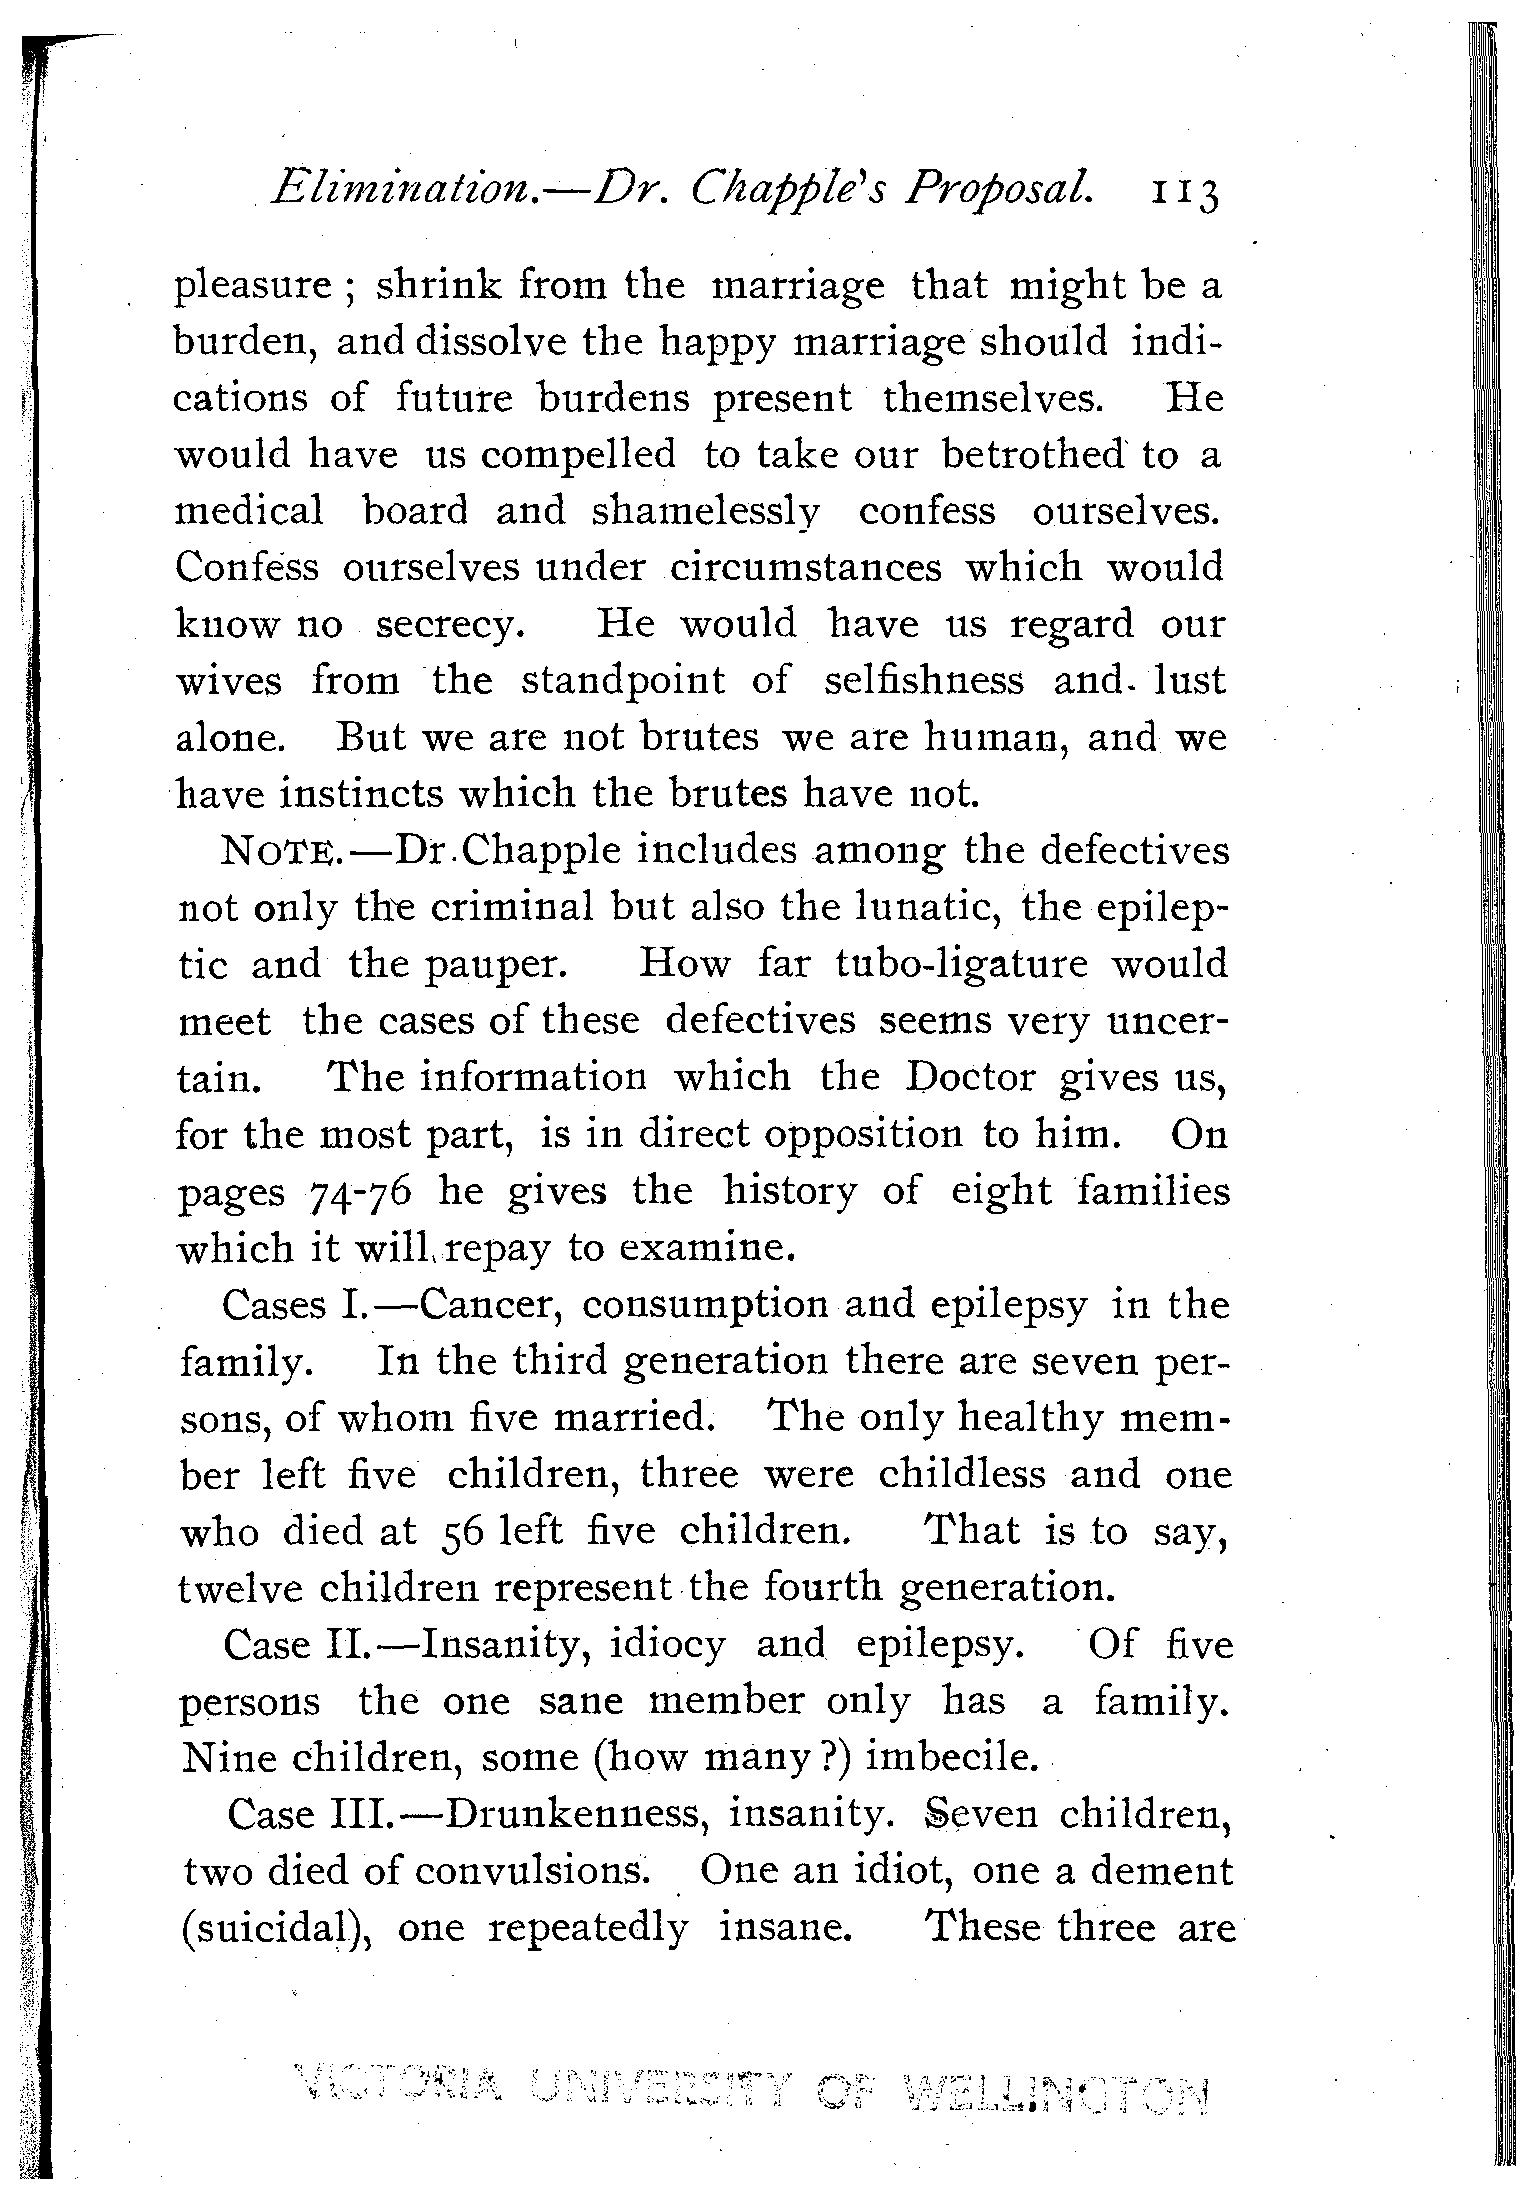 Elimination.—Dr. Chapple's Proposal. 113
pleasure ; shrink from the marriage that might be a
burden, and dissolve the happy marriage should indi-
cations of future burdens present themselves. He
would have us compelled to take our betrothed to a
medical board and shamelessly confess ourselves.
Confess ourselves under circumstances which would
know no secrecy. He would have us regard our
wives from the standpoint of selfishness and lust
alone. But we are not brutes we are human, and we
have instincts which the brutes have not.
NOTE.—Dr. Chapple includes among the defectives
not only the criminal but also the lunatic, the epilep-
tic and the pauper. How far tubo-ligature would
meet the cases of these defectives seems very uncer-
tain. The information which the Doctor gives us,
for the most part, is in direct opposition to him. On
pages 74-76 he gives the history of eight families
which it will repay to examine.
Cases I.—Cancer, consumption and epilepsy in the
family. In the third generation there are seven per-
sons, of whom five married. The only healthy mem-
ber left five children, three were childless and one
who died at 56 left five children. That is to say,
twelve children represent the fourth generation.
Case II.—Insanity, idiocy and epilepsy. Of five
persons the one sane member only has a family.
Nine children, some (how many?) imbecile.
Case III.—Drunkenness, insanity. Seven children,
two died of convulsions. One an idiot, one a dement
(suicidal), one repeatedly insane. These three are
VICTORIA UNIVERSITY OF WELLINGTON